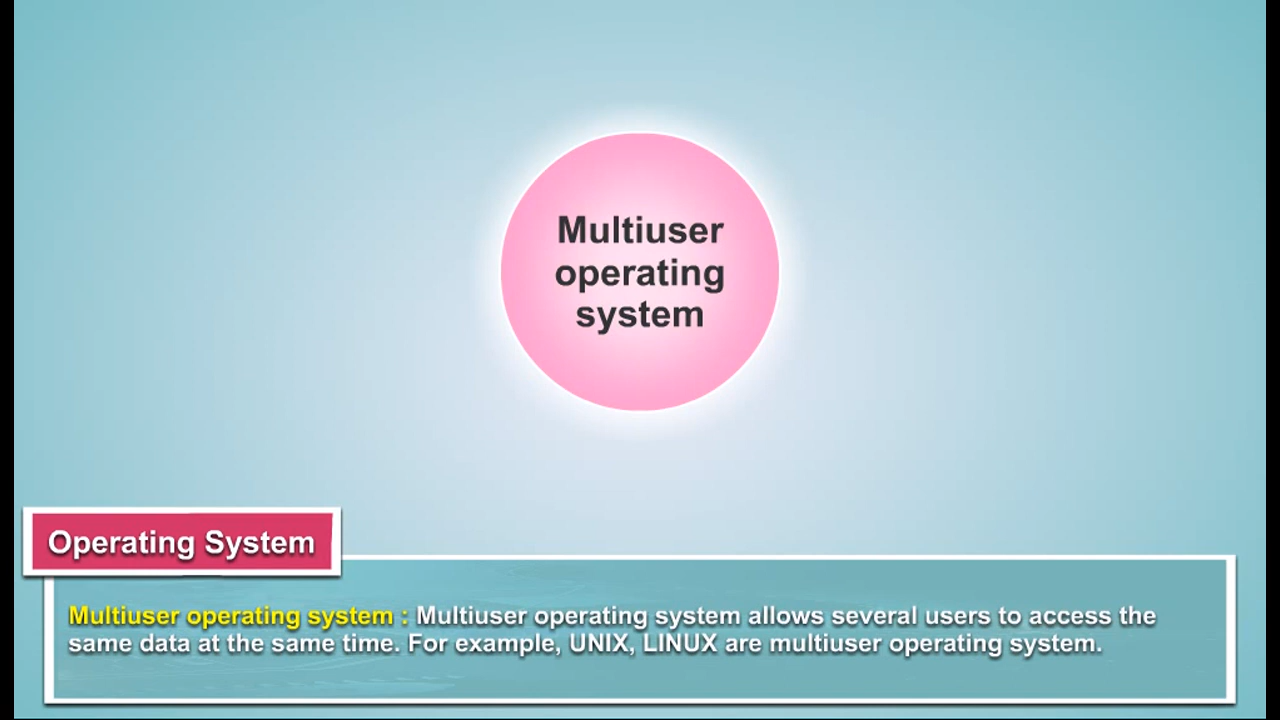 Multiuser
operating
system
Operating System
Multiuser operating system : Multiuser operating system allows several users to access the
same data at the same time. For example, UNIX, LINUX are multiuser operating system.